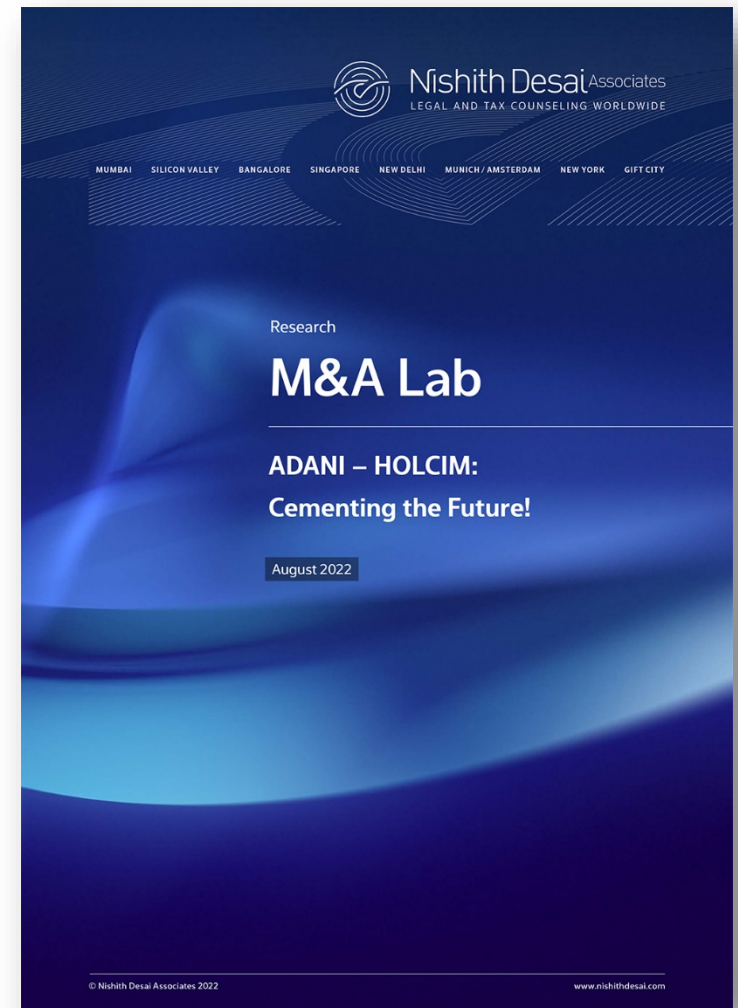 Nishith Desai Associates
LEGAL AND TAX COUNSELING WORLDWIDE
MUMBAI SILICON VALLEY BANGALORE SINGAPORE NEW DELHI MUNICH / AMSTERDAM NEW YORK GIFT CITY
Research
M&A Lab
ADANI – HOLCIM:
Cementing the Future!
August 2022
© Nishith Desai Associates 2022 www.nishithdesai.com